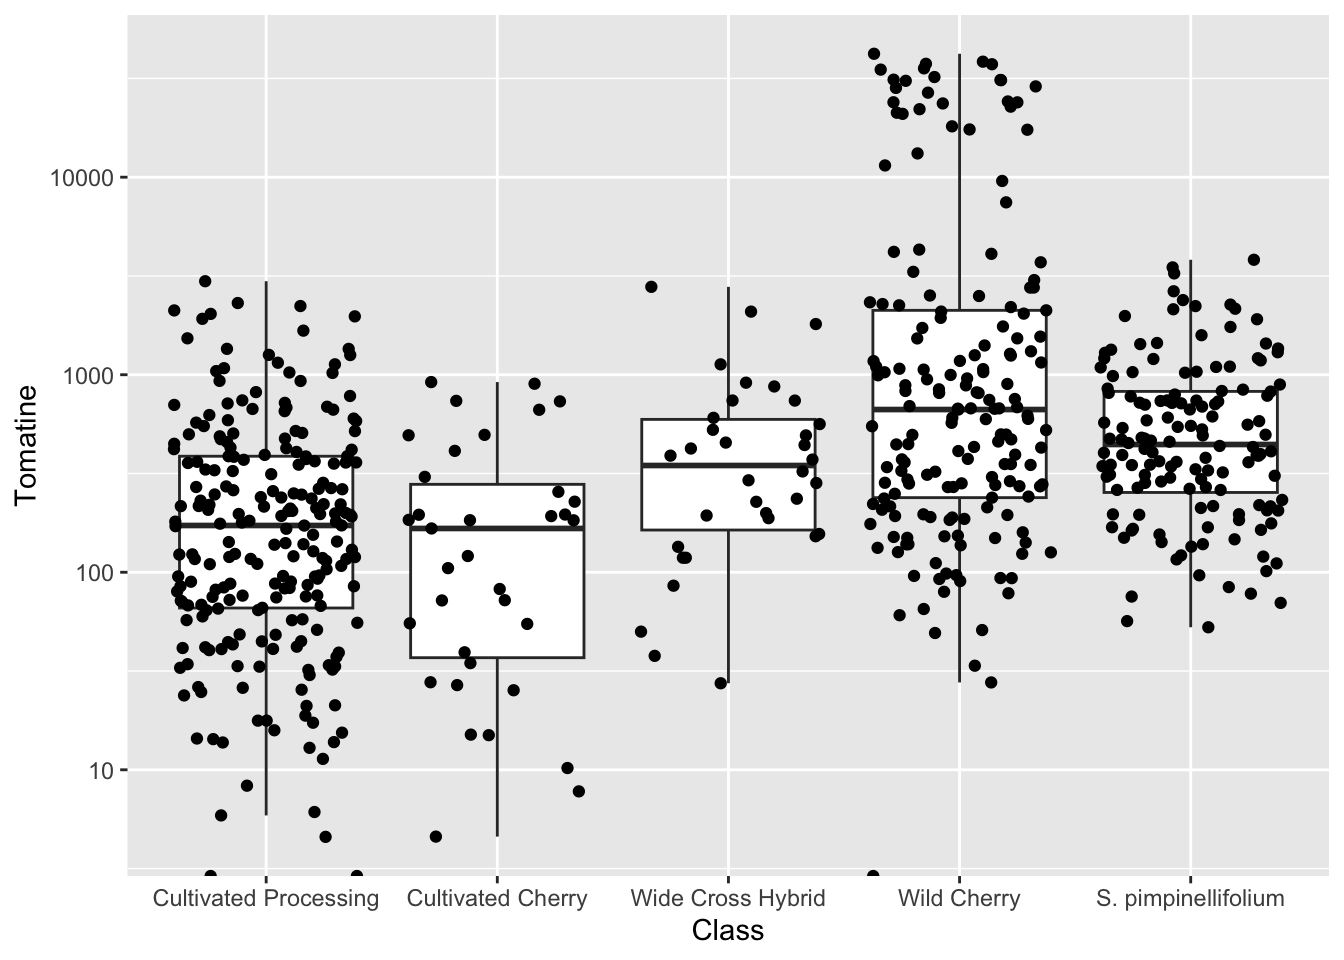 Tomatine
10000
1000
100
10
Cultivated Processing
Cultivated Cherry
Wide Cross Hybrid
Wild Cherry
S. pimpinellifolium
Class